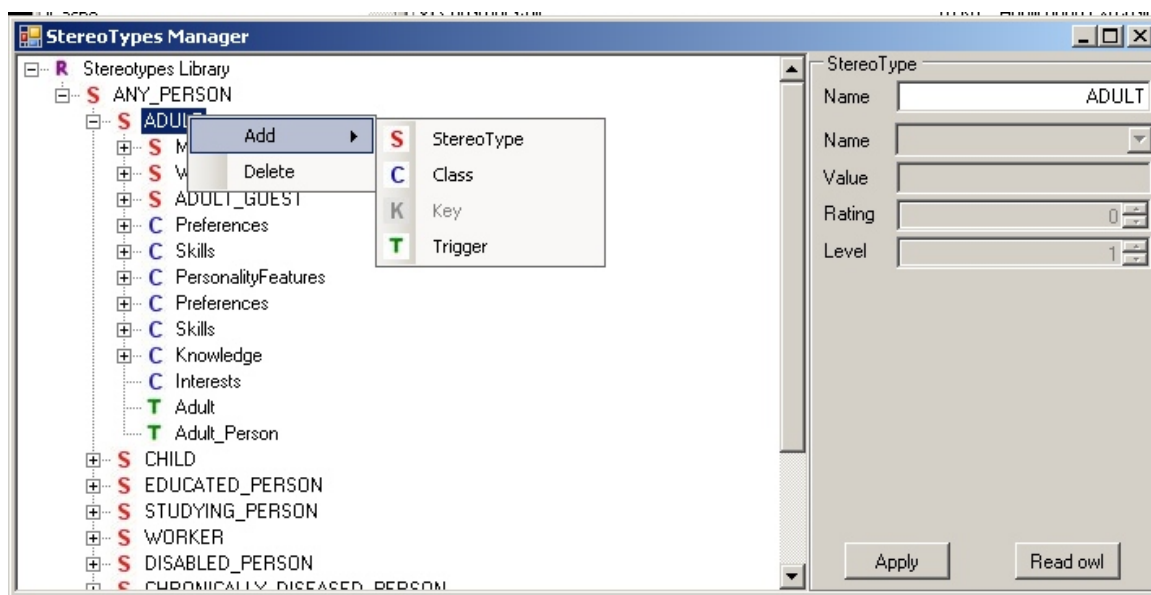 StereoTypes Manager
R Stereotypes Library
S ANY_PERSON
S
S
S
S ADULT_GUEST
C Preferences
C Skills
C PersonalityFeatures
C Preferences
C Skills
C Knowledge
C Interests
T Adult
T Adult_Person
S CHILD
S EDUCATED_PERSON
S STUDYING_PERSON
S WORKER
S DISABLED_PERSON
S CHRONICALLY_DISEASED_PERSON
Add
Delete
S StereoType
C Class
K Key
T Trigger
StereoType
Name ADULT
Name
Value
Rating 0
Level 1
Apply Read owl